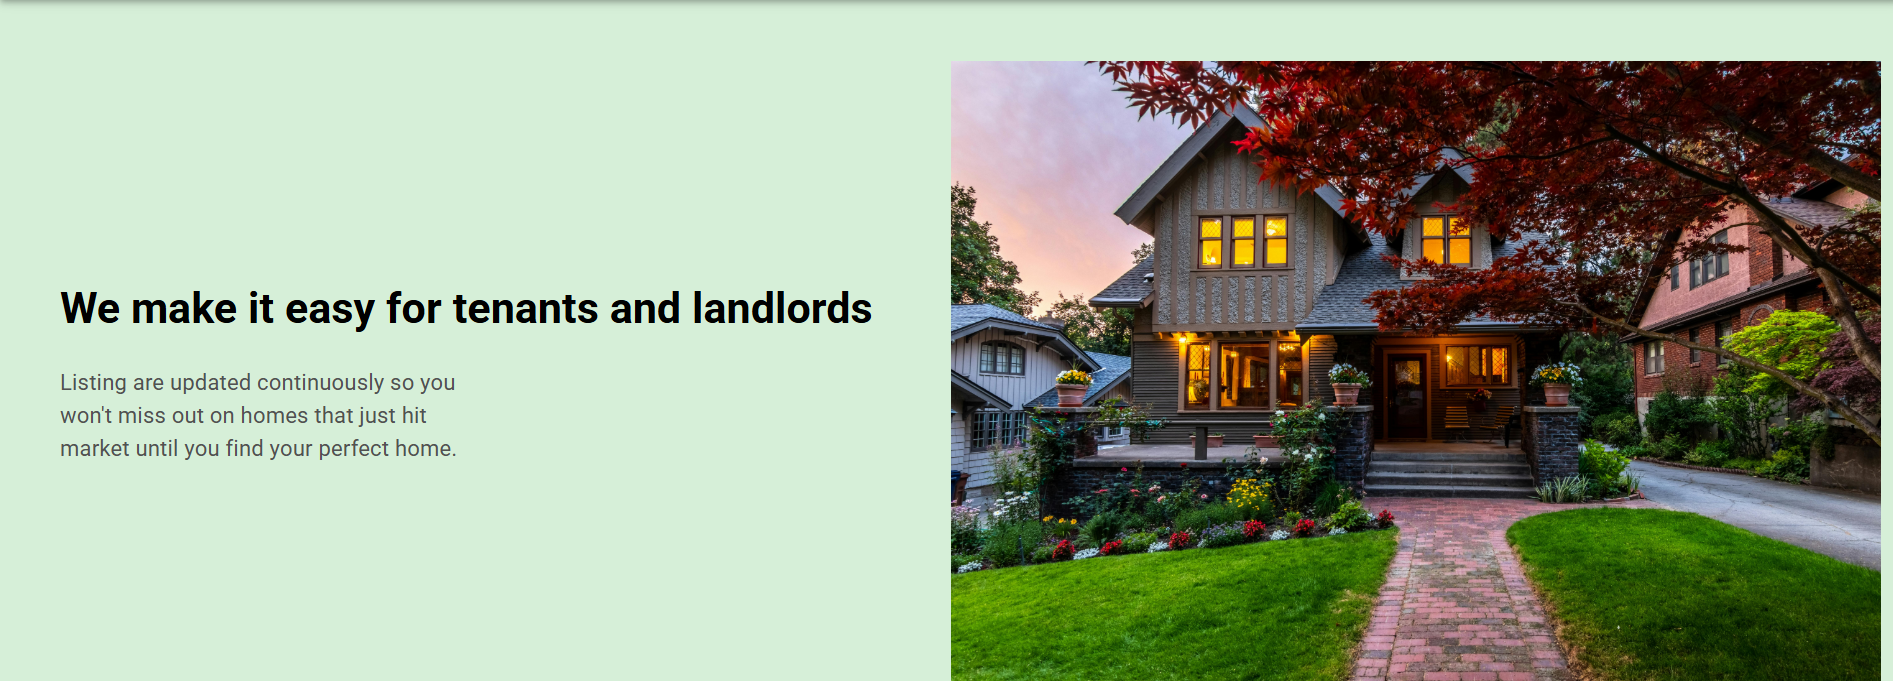 We make it easy for tenants and landlords
Listing are updated continuously so you
won't miss out on homes that just hit
market until you find your perfect home.